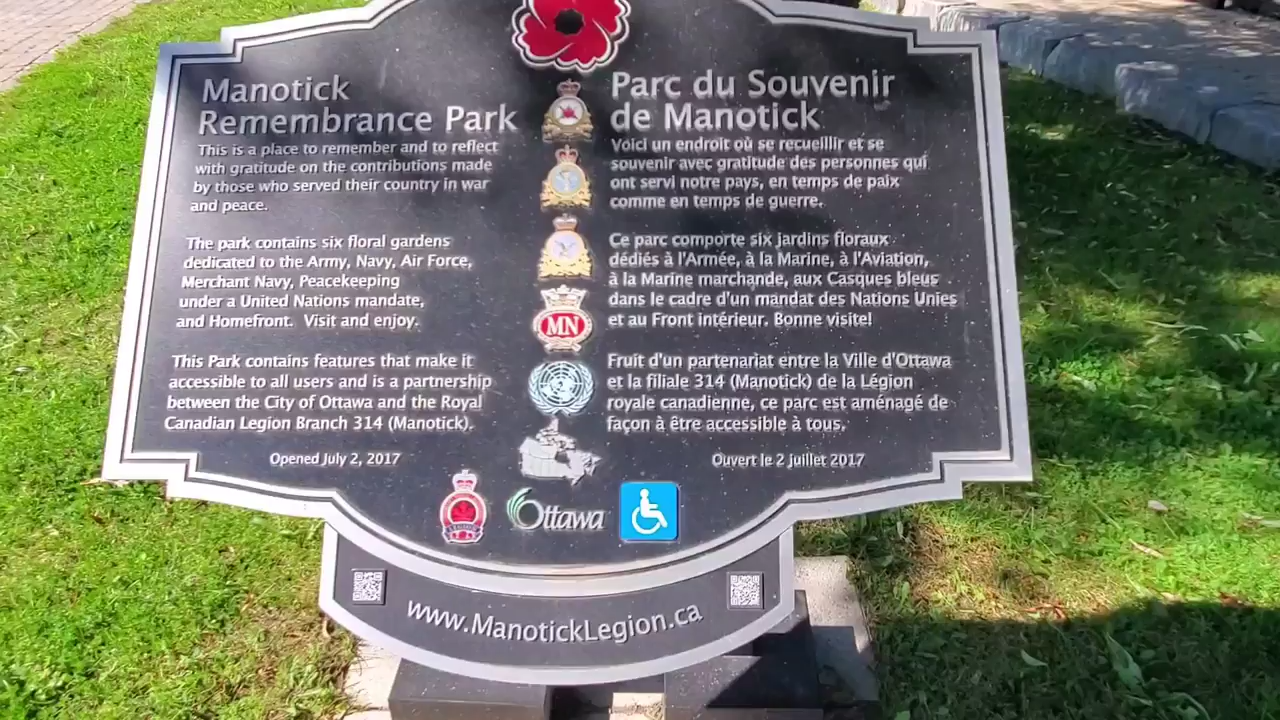 Manotick
Remembrance Park
This is a place to remember and to reflect
with gratitude on the contributions made
by those who served their country in war
and peace.
The park contains six floral gardens
dedicated to the Army, Navy, Air Force,
Merchant Navy, Peacekeeping
under a United Nations mandate,
and Homefront. Visit and enjoy.
This Park contains features that make it
accessible to all users and is a partnership
between the City of Ottawa and the Royal
Canadian Legion Branch 314 (Manotick).
Opened July 2, 2017
MN
Parc du Souvenir
de Manotick
Voici un endroit où se recueillir et se
souvenir avec gratitude des personnes qui
ont servi notre pays, en temps de paix
comme en temps de guerre.
Ce parc comporte six jardins floraux
dédiés à l'Armée, à la Marine, à l'Aviation,
à la Marine marchande, aux Casques bleus
dans le cadre d'un mandat des Nations Unies
et au Front intérieur. Bonne visite!
Fruit d'un partenariat entre la Ville d'Ottawa
et la filiale 314 (Manotick) de la Légion
royale canadienne, ce parc est aménagé de
façon à être accessible à tous.
Ouvert le 2 juillet 2017
LEGION
Ottawa
www.ManotickLegion.ca